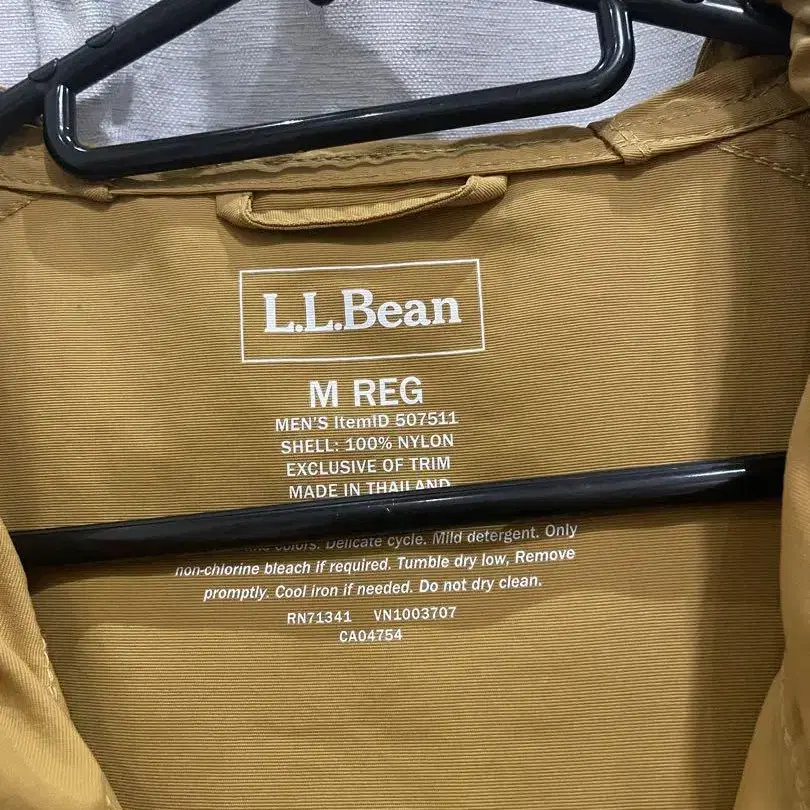 L.L.Bean
M REG
MEN'S ItemID 507511
SHELL: 100% NYLON
EXCLUSIVE OF TRIM
MADE IN THAILAND
colors. Delicate cycle. Mild detergent. Only
non-chlorine bleach if required. Tumble dry low, Remove
promptly. Cool iron if needed. Do not dry clean.
RN71341 VN1003707
CA04754